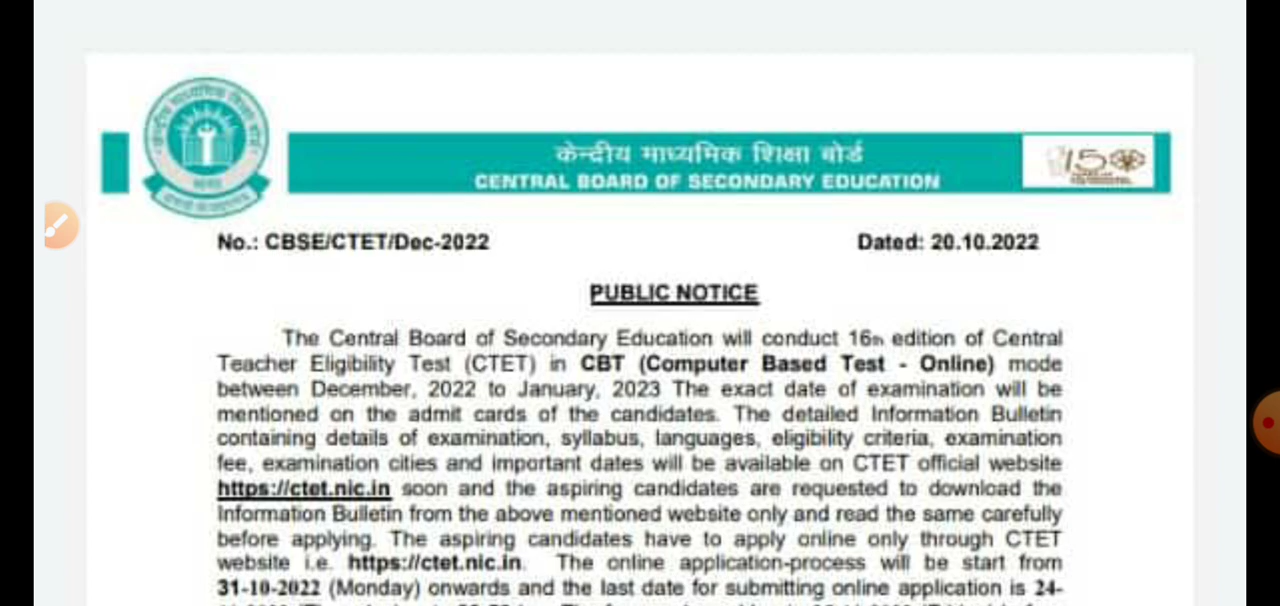 केन्द्रीय माध्यमिक शिक्षा बोर्ड
CENTRAL BOARD OF SECONDARY EDUCATION
No.: CBSE/CTET/Dec-2022 Dated: 20.10.2022
PUBLIC NOTICE
The Central Board of Secondary Education will conduct 16th edition of Central
Teacher Eligibility Test (CTET) in CBT (Computer Based Test - Online) mode
between December, 2022 to January, 2023 The exact date of examination will be
mentioned on the admit cards of the candidates. The detailed Information Bulletin
containing details of examination, syllabus, languages, eligibility criteria, examination
fee, examination cities and important dates will be available on CTET official website
https://ctet.nic.in soon and the aspiring candidates are requested to download the
Information Bulletin from the above mentioned website only and read the same carefully
before applying. The aspiring candidates have to apply online only through CTET
website i.e. https://ctet.nic.in. The online application-process will be start from
31-10-2022 (Monday) onwards and the last date for submitting online application is 24-